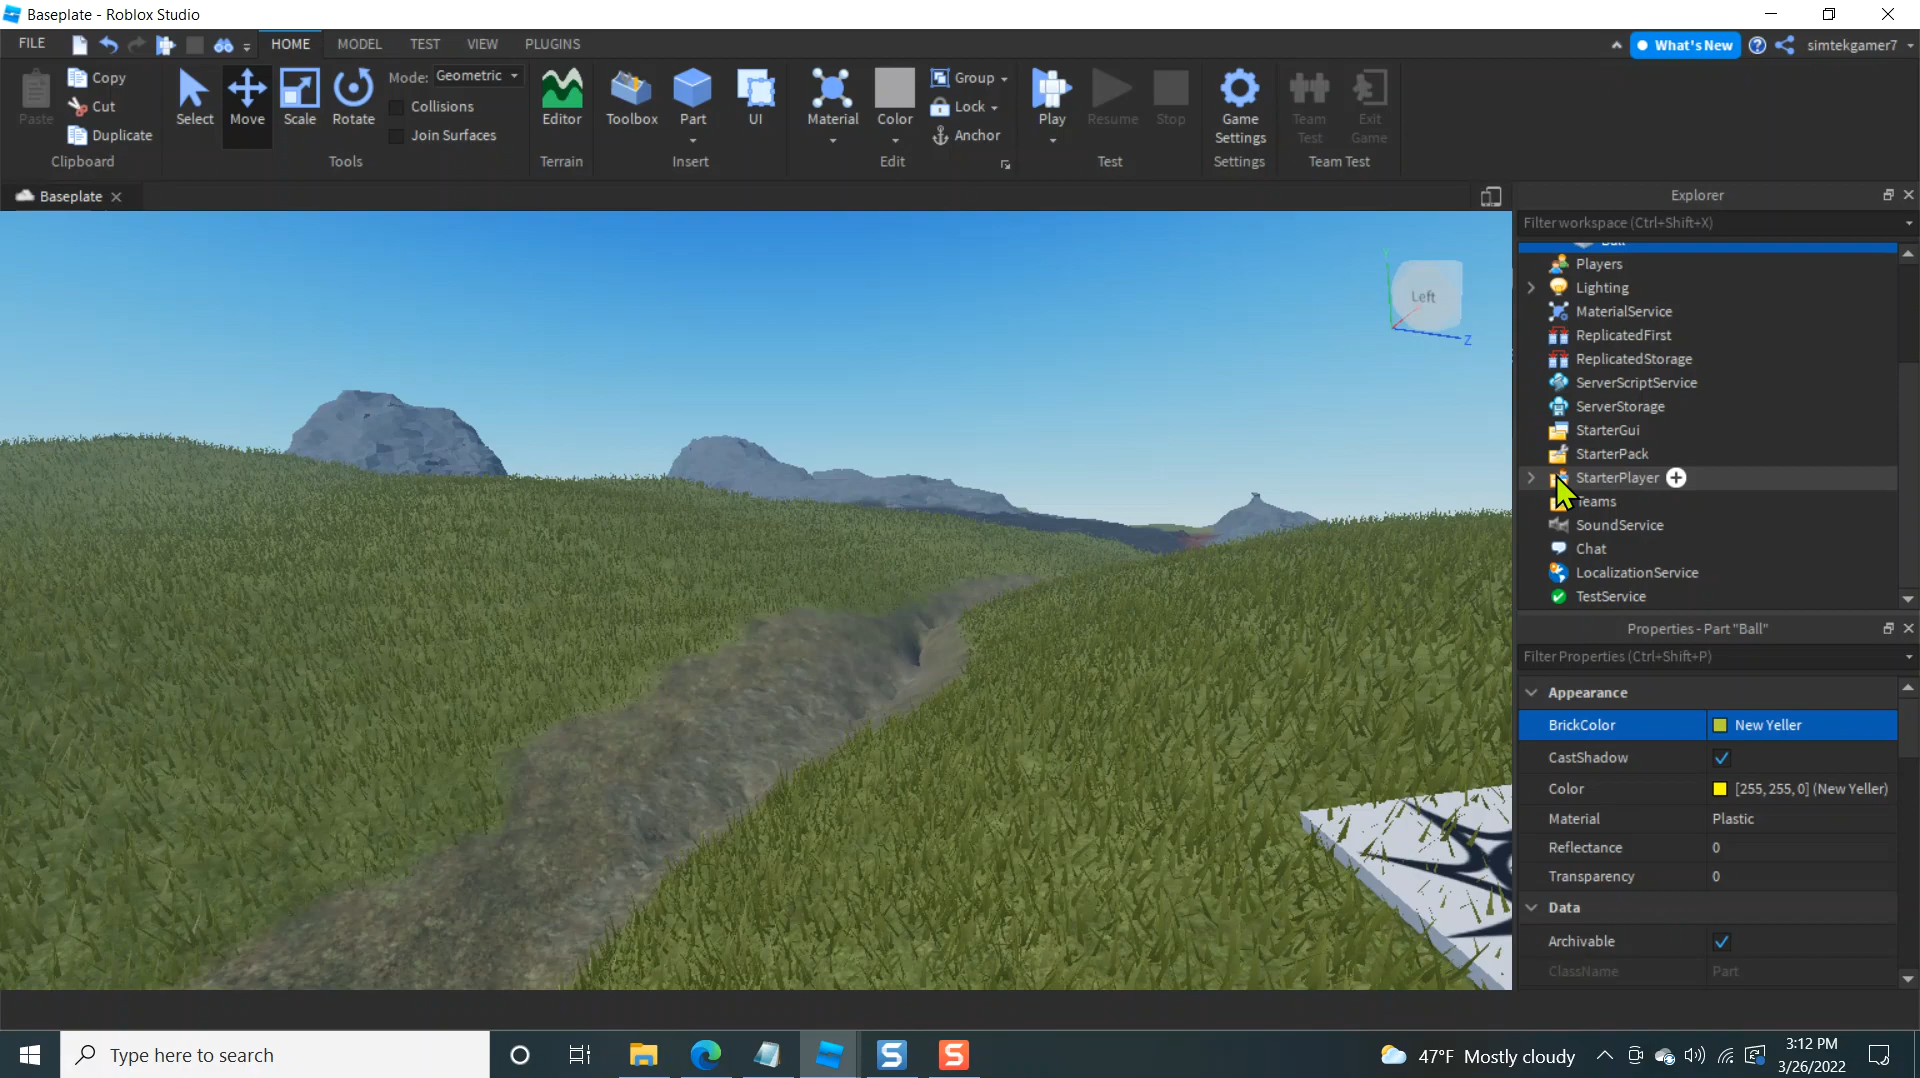 Baseplate - Roblox Studio
FILE HOME MODEL TEST VIEW PLUGINS What's New simtekgamer7
Paste Copy Cut Duplicate Clipboard
Select Move Scale Rotate Mode: Geometric Collisions Join Surfaces Tools
Editor Terrain
Toolbox Part UI Insert
Material Color Group Lock Anchor Edit
Play Resume Stop Test
Game Settings Settings
Team Test Exit Game Team Test
Baseplate
Left
Z
Explorer
Filter workspace (Ctrl+Shift+X)
Players
Lighting
MaterialService
ReplicatedFirst
ReplicatedStorage
ServerScriptService
ServerStorage
StarterGui
StarterPack
StarterPlayer
Teams
SoundService
Chat
LocalizationService
TestService
Properties - Part "Ball"
Filter Properties (Ctrl+Shift+P)
Appearance
BrickColor New Yeller
CastShadow
Color [255, 255, 0] (New Yeller)
Material Plastic
Reflectance 0
Transparency 0
Data
Archivable
ClassName Part
Type here to search
47°F Mostly cloudy
3:12 PM
3/26/2022